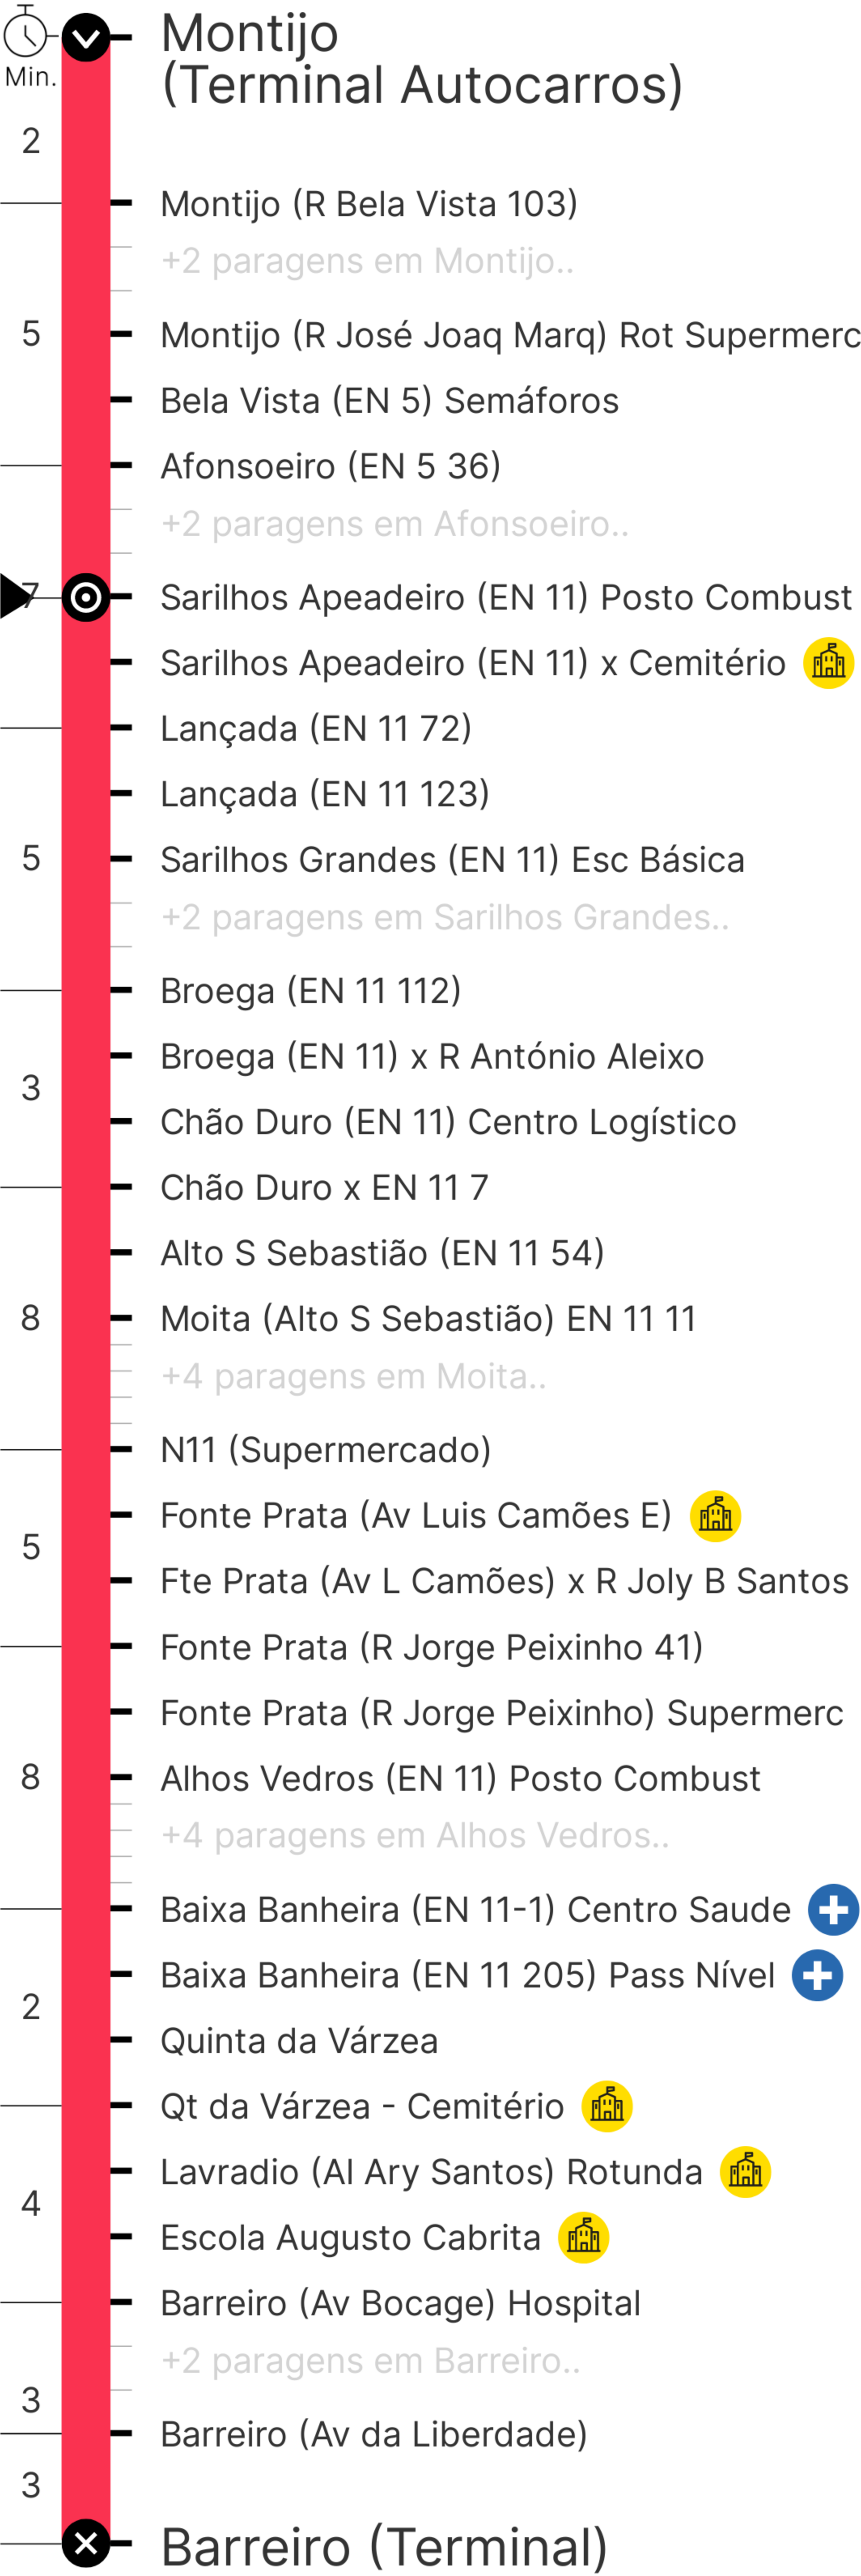 Montijo
(Terminal Autocarros)
Min.
2
Montijo (R Bela Vista 103)
+2 paragens em Montijo..
5
Montijo (R José Joaq Marq) Rot Supermerc
Bela Vista (EN 5) Semáforos
Afonsoeiro (EN 5 36)
+2 paragens em Afonsoeiro..
7
Sarilhos Apeadeiro (EN 11) Posto Combust
Sarilhos Apeadeiro (EN 11) x Cemitério
Lançada (EN 11 72)
Lançada (EN 11 123)
5
Sarilhos Grandes (EN 11) Esc Básica
+2 paragens em Sarilhos Grandes..
Broega (EN 11 112)
Broega (EN 11) x R António Aleixo
3
Chão Duro (EN 11) Centro Logístico
Chão Duro x EN 11 7
Alto S Sebastião (EN 11 54)
8
Moita (Alto S Sebastião) EN 11 11
+4 paragens em Moita..
N11 (Supermercado)
Fonte Prata (Av Luis Camões E)
5
Fte Prata (Av L Camões) x R Joly B Santos
Fonte Prata (R Jorge Peixinho 41)
Fonte Prata (R Jorge Peixinho) Supermerc
8
Alhos Vedros (EN 11) Posto Combust
+4 paragens em Alhos Vedros..
Baixa Banheira (EN 11-1) Centro Saude
Baixa Banheira (EN 11 205) Pass Nível
2
Quinta da Várzea
Qt da Várzea - Cemitério
Lavradio (Al Ary Santos) Rotunda
4
Escola Augusto Cabrita
Barreiro (Av Bocage) Hospital
+2 paragens em Barreiro..
3
Barreiro (Av da Liberdade)
3
Barreiro (Terminal)